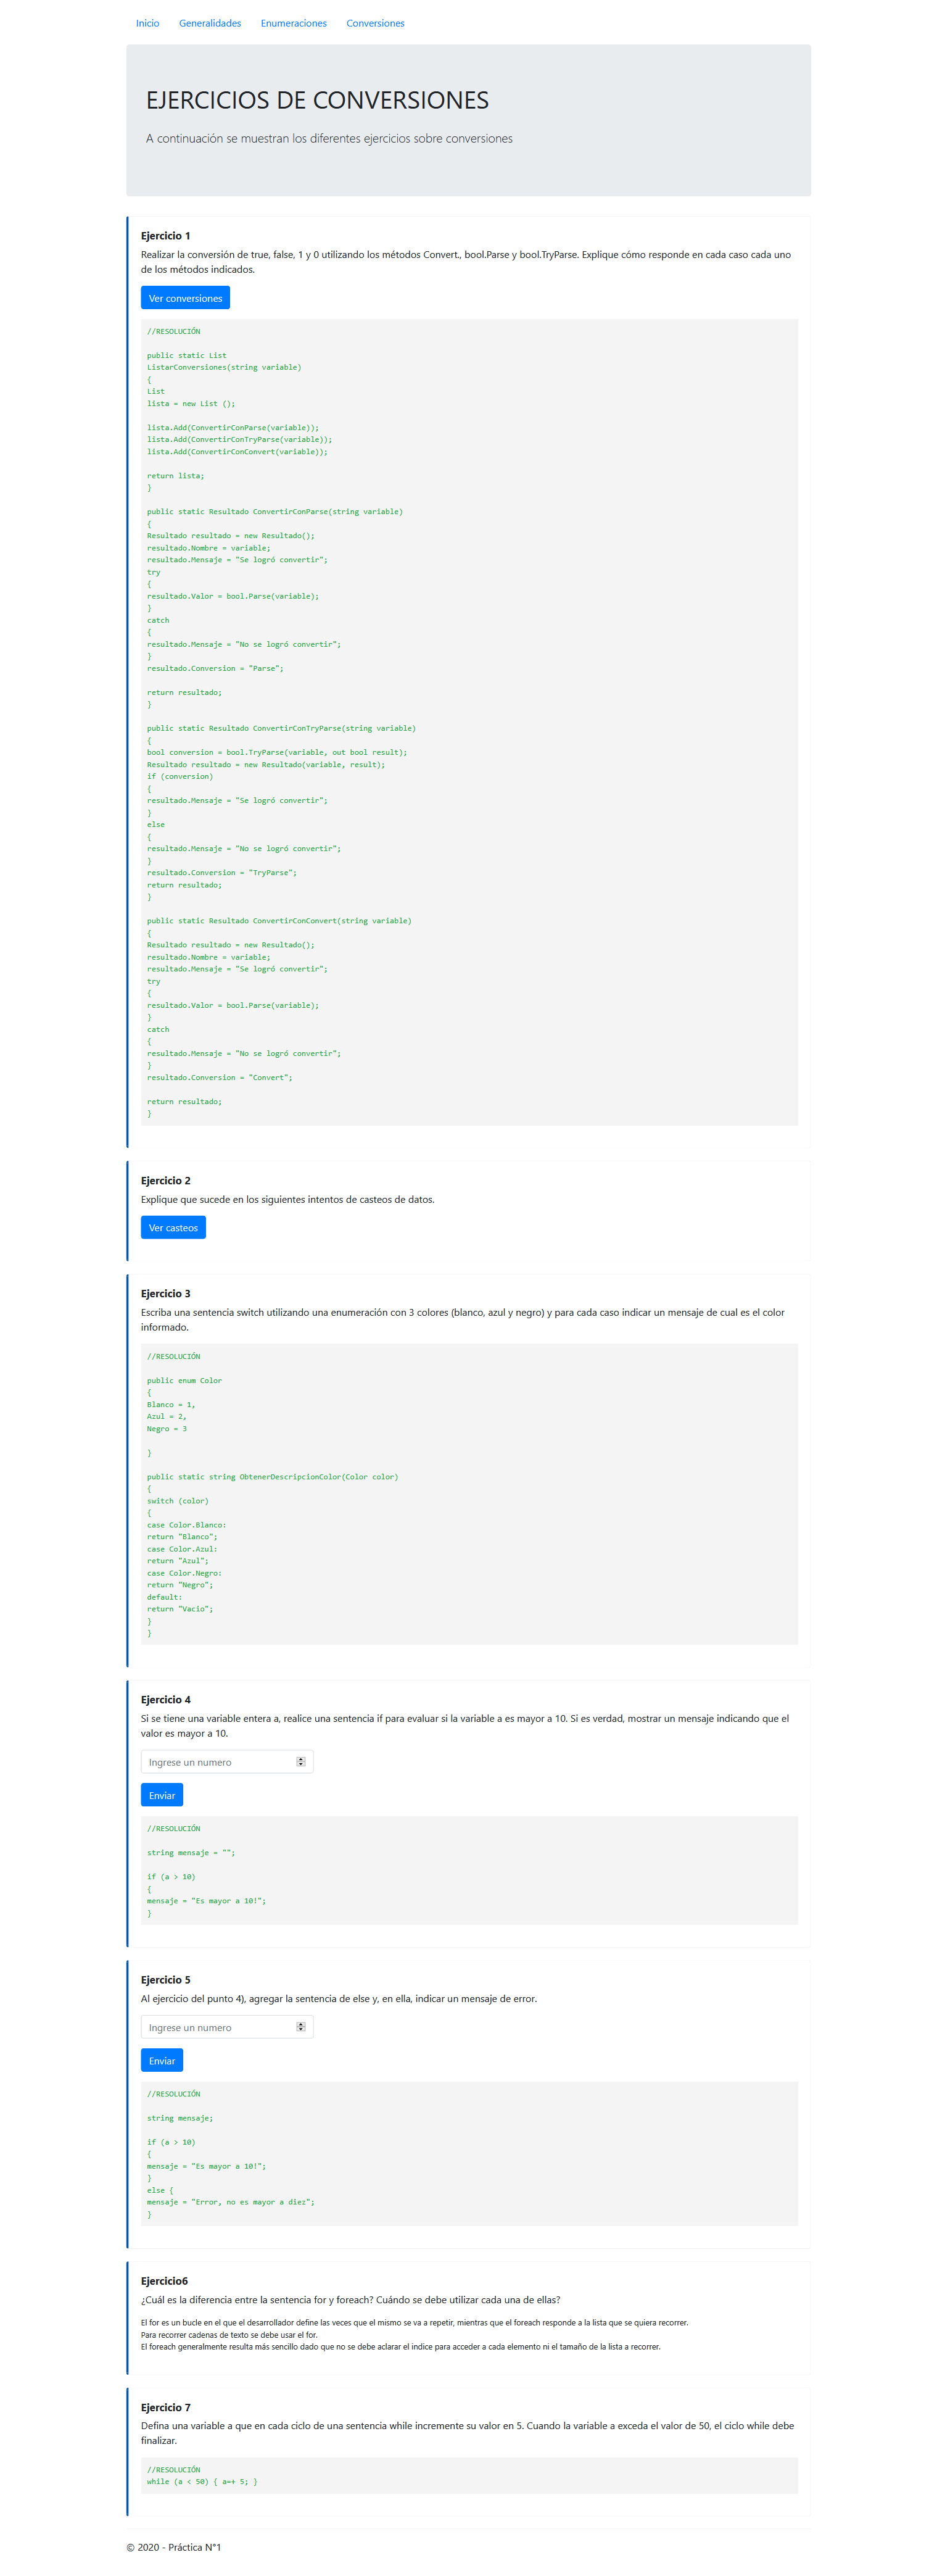 Inicio Generalidades Enumeraciones Conversiones
EJERCICIOS DE CONVERSIONES
A continuación se muestran los diferentes ejercicios sobre conversiones
Ejercicio 1
Realizar la conversión de true, false, 1 y 0 utilizando los métodos Convert., bool.Parse y bool.TryParse. Explique cómo responde en cada caso cada uno
de los métodos indicados.
Ver conversiones
//RESOLUCIÓN
public static List
ListarConversiones(string variable)
{
List
lista = new List ();
lista.Add(ConvertirConParse(variable));
lista.Add(ConvertirConTryParse(variable));
lista.Add(ConvertirConConvert(variable));
return lista;
}
public static Resultado ConvertirConParse(string variable)
{
Resultado resultado = new Resultado();
resultado.Nombre = variable;
resultado.Mensaje = "Se logró convertir";
try
{
resultado.Valor = bool.Parse(variable);
}
catch
{
resultado.Mensaje = "No se logró convertir";
}
resultado.Conversion = "Parse";
return resultado;
}
public static Resultado ConvertirConTryParse(string variable)
{
bool conversion = bool.TryParse(variable, out bool result);
Resultado resultado = new Resultado(variable, result);
if (conversion)
{
resultado.Mensaje = "Se logró convertir";
}
else
{
resultado.Mensaje = "No se logró convertir";
}
resultado.Conversion = "TryParse";
return resultado;
}
public static Resultado ConvertirConConvert(string variable)
{
Resultado resultado = new Resultado();
resultado.Nombre = variable;
resultado.Mensaje = "Se logró convertir";
try
{
resultado.Valor = bool.Parse(variable);
}
catch
{
resultado.Mensaje = "No se logró convertir";
}
resultado.Conversion = "Convert";
return resultado;
}
Ejercicio 2
Explique que sucede en los siguientes intentos de casteos de datos.
Ver casteos
Ejercicio 3
Escriba una sentencia switch utilizando una enumeración con 3 colores (blanco, azul y negro) y para cada caso indicar un mensaje de cual es el color
informado.
//RESOLUCIÓN
public enum Color
{
Blanco = 1,
Azul = 2,
Negro = 3
}
public static string ObtenerDescripcionColor(Color color)
{
switch (color)
{
case Color.Blanco:
return "Blanco";
case Color.Azul:
return "Azul";
case Color.Negro:
return "Negro";
default:
return "Vacio";
}
}
Ejercicio 4
Si se tiene una variable entera a, realice una sentencia if para evaluar si la variable a es mayor a 10. Si es verdad, mostrar un mensaje indicando que el
valor es mayor a 10.
Ingrese un numero
Enviar
//RESOLUCIÓN
string mensaje = "";
if (a > 10)
{
mensaje = "Es mayor a 10!";
}
Ejercicio 5
Al ejercicio del punto 4), agregar la sentencia de else y, en ella, indicar un mensaje de error.
Ingrese un numero
Enviar
//RESOLUCIÓN
string mensaje;
if (a > 10)
{
mensaje = "Es mayor a 10!";
}
else {
mensaje = "Error, no es mayor a diez";
}
Ejercicio6
¿Cuál es la diferencia entre la sentencia for y foreach? Cuándo se debe utilizar cada una de ellas?
El for es un bucle en el que el desarrollador define las veces que el mismo se va a repetir, mientras que el foreach responde a la lista que se quiera recorrer.
Para recorrer cadenas de texto se debe usar el for.
El foreach generalmente resulta más sencillo dado que no se debe aclarar el indice para acceder a cada elemento ni el tamaño de la lista a recorrer.
Ejercicio 7
Defina una variable a que en cada ciclo de una sentencia while incremente su valor en 5. Cuando la variable a exceda el valor de 50, el ciclo while debe
finalizar.
//RESOLUCIÓN
while (a < 50) { a=+ 5; }
© 2020 - Práctica N°1